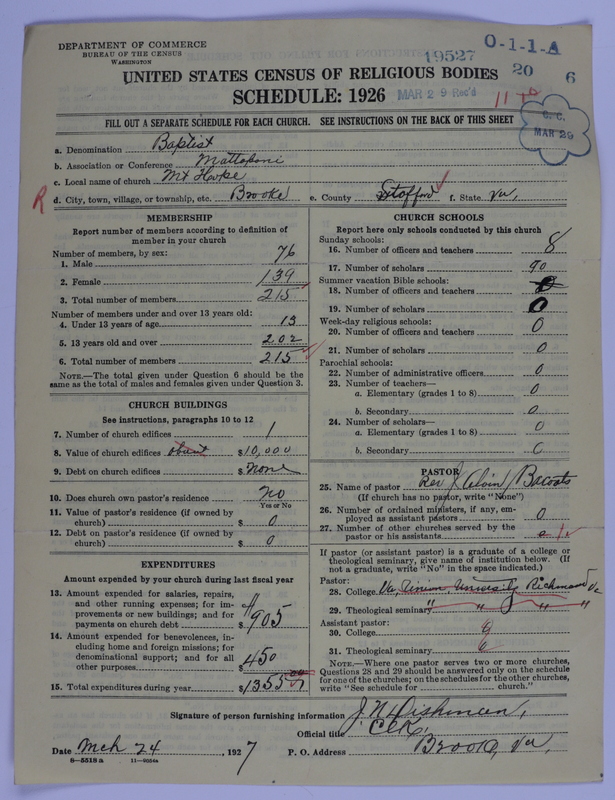 DEPARTMENT OF COMMERCE
BUREAU OF THE CENSUS
WASHINGTON
19527
O-1-1-A
20 6
UNITED STATES CENSUS OF RELIGIOUS BODIES
SCHEDULE: 1926
MAR 29 Rec'd
C. C.
MAR 29
FILL OUT A SEPARATE SCHEDULE FOR EACH CHURCH. SEE INSTRUCTIONS ON THE BACK OF THIS SHEET
a. Denomination Baptist
b. Association or Conference Mattaponi
c. Local name of church Mt Hope
R
d. City, town, village, or township, etc. Brooke e. County Stafford f. State Va,
MEMBERSHIP
Report number of members according to definition of
member in your church
Number of members, by sex:
1. Male 76
2. Female 139
3. Total number of members 215
Number of members under and over 13 years old:
4. Under 13 years of age 13
5. 13 years old and over 202
6. Total number of members 215
NOTE.—The total given under Question 6 should be
same as the total of males and females given under Question 3.
CHURCH BUILDINGS
See instructions, paragraphs 10 to 12
7. Number of church edifices 1
8. Value of church edifices about $10,000
9. Debt on church edifices $None
10. Does church own pastor's residence no
Yes or No
11. Value of pastor's residence (if owned by
church) $ 0
12. Debt on pastor's residence (if owned by
church) $ 0
EXPENDITURES
Amount expended by your church during last fiscal year
13. Amount expended for salaries, repairs,
and other running expenses; for im-
provements or new buildings; and for
payments on church debt $905
14. Amount expended for benevolences, in-
cluding home and foreign missions; for
denominational support; and for all
other purposes $450
15. Total expenditures during year $1355
CHURCH SCHOOLS
Report here only schools conducted by this church
Sunday schools:
16. Number of officers and teachers 8
17. Number of scholars 90
Summer vacation Bible schools:
18. Number of officers and teachers 0
19. Number of scholars 0
Week-day religious schools:
20. Number of officers and teachers 0
21. Number of scholars 0
Parochial schools:
22. Number of administrative officers 0
23. Number of teachers—
a. Elementary (grades 1 to 8) 0
b. Secondary 0
24. Number of scholars—
a. Elementary (grades 1 to 8) 0
b. Secondary 0
PASTOR
25. Name of pastor Rev J Alvin Bacoats
(If church has no pastor, write "None")
26. Number of ordained ministers, if any, em-
ployed as assistant pastors 0
27. Number of other churches served by the
pastor or his assistants
If pastor (or assistant pastor) is a graduate of a college or
theological seminary, give name of institution below. (If
not a graduate, write "No" in the space indicated.)
Pastor:
28. College Va, Union, University Richmond Va
29. Theological seminary " " " "
Assistant pastor:
30. College 0
31. Theological seminary 0
NOTE.—Where one pastor serves two or more churches,
Questions 28 and 29 should be answered only on the schedule
for one of the churches; on the schedules for the other churches,
write "See schedule for church."
Signature of person furnishing information J. N. Dishman,
Official title Clk,
Date Mch 24, 1927 P. O. Address Brooke, Va,
8—5518 a 11—9054a